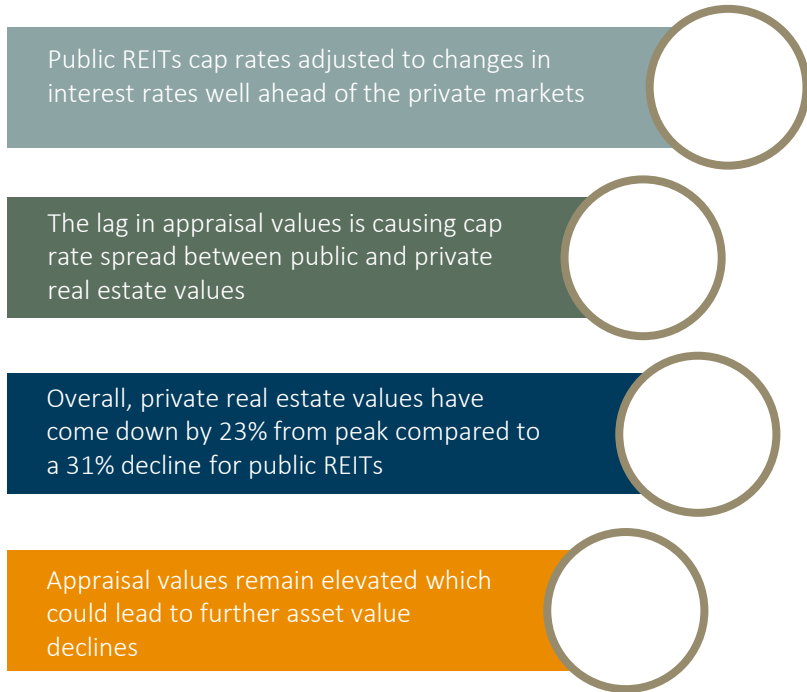 Public REITs cap rates adjusted to changes in
interest rates well ahead of the private markets
The lag in appraisal values is causing cap
rate spread between public and private
real estate values
Overall, private real estate values have
come down by 23% from peak compared to
a 31% decline for public REITs
Appraisal values remain elevated which
could lead to further asset value
declines